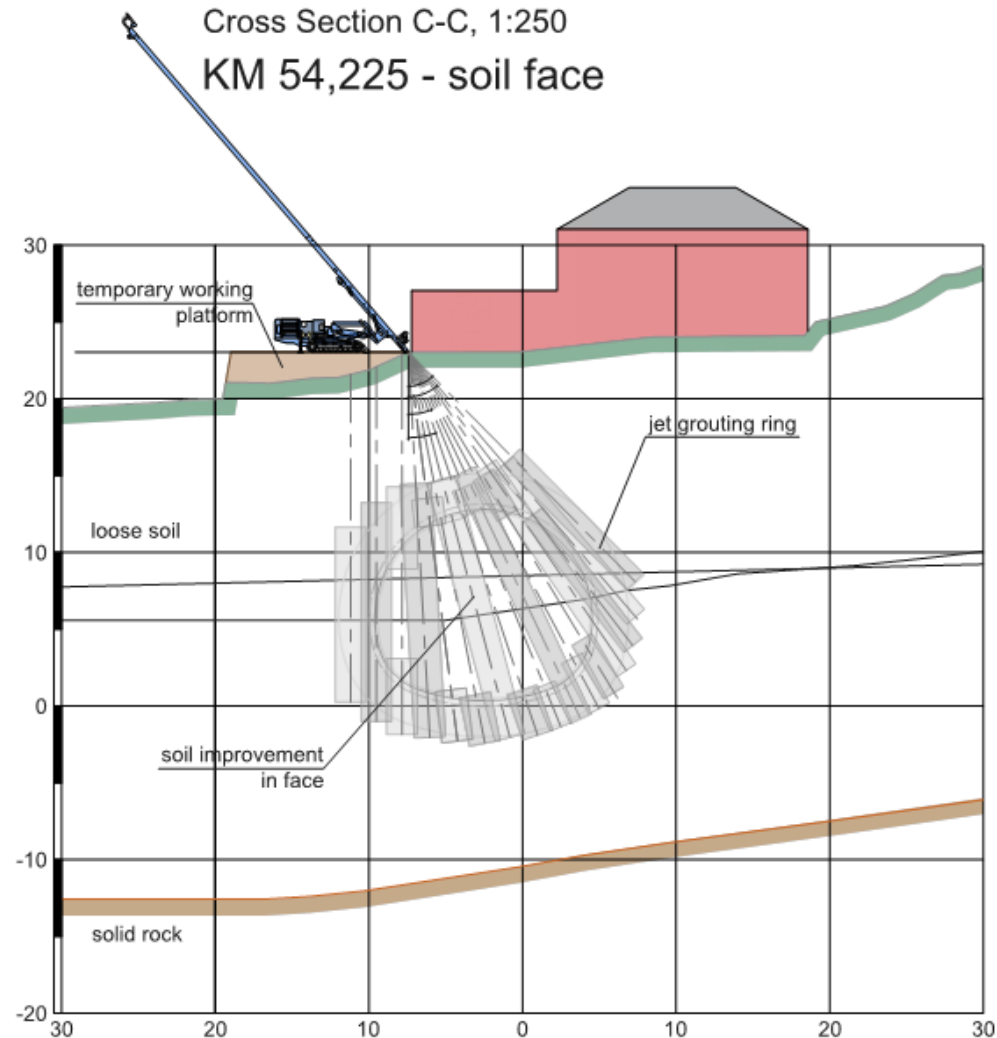 Cross Section C-C, 1:250
KM 54,225 - soil face
30
temporary working
platform
20
jet grouting ring
loose soil
10
0
soil improvement
in face
-10
solid rock
-20
30 20 10 0 10 20 30